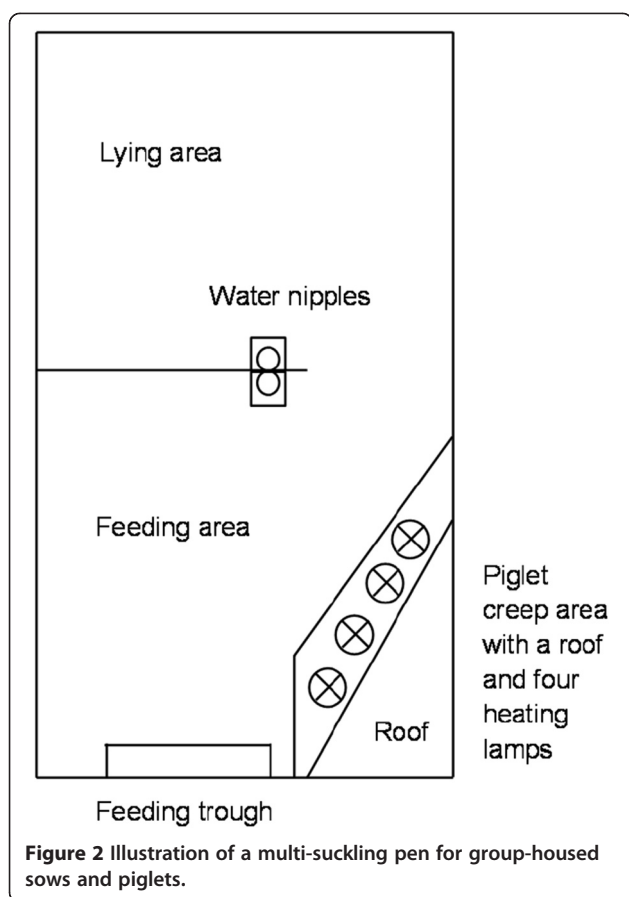 Lying area
Water nipples
Feeding area
Piglet
creep area
with a roof
and four
heating
lamps
Roof
Feeding trough
Figure 2 Illustration of a multi-suckling pen for group-housed
sows and piglets.